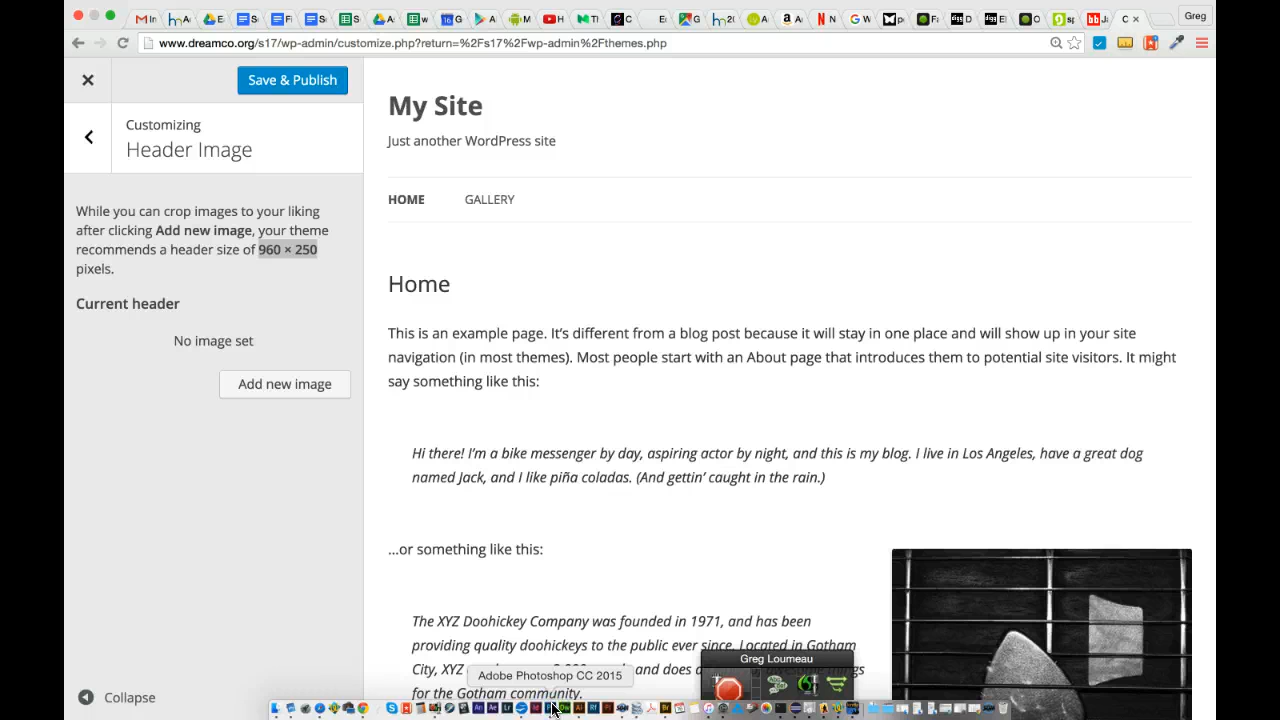 Greg
www.dreamco.org/s17/wp-admin/customize.php?return=%2Fs17%2Fwp-admin%2Fthemes.php
Save & Publish
Customizing
Header Image
While you can crop images to your liking
after clicking Add new image, your theme
recommends a header size of 960 × 250
pixels.
Current header
No image set
Add new image
Collapse
My Site
Just another WordPress site
HOME GALLERY
Home
This is an example page. It's different from a blog post because it will stay in one place and will show up in your site
navigation (in most themes). Most people start with an About page that introduces them to potential site visitors. It might
say something like this:
Hi there! I'm a bike messenger by day, aspiring actor by night, and this is my blog. I live in Los Angeles, have a great dog
named Jack, and I like piña coladas. (And gettin' caught in the rain.)
...or something like this:
The XYZ Doohickey Company was founded in 1971, and has been
providing quality doohickeys to the public ever since. Located in Gotham
City, XYZ and does
for the Gotham community.
Adobe Photoshop CC 2015
Greg Loumeau